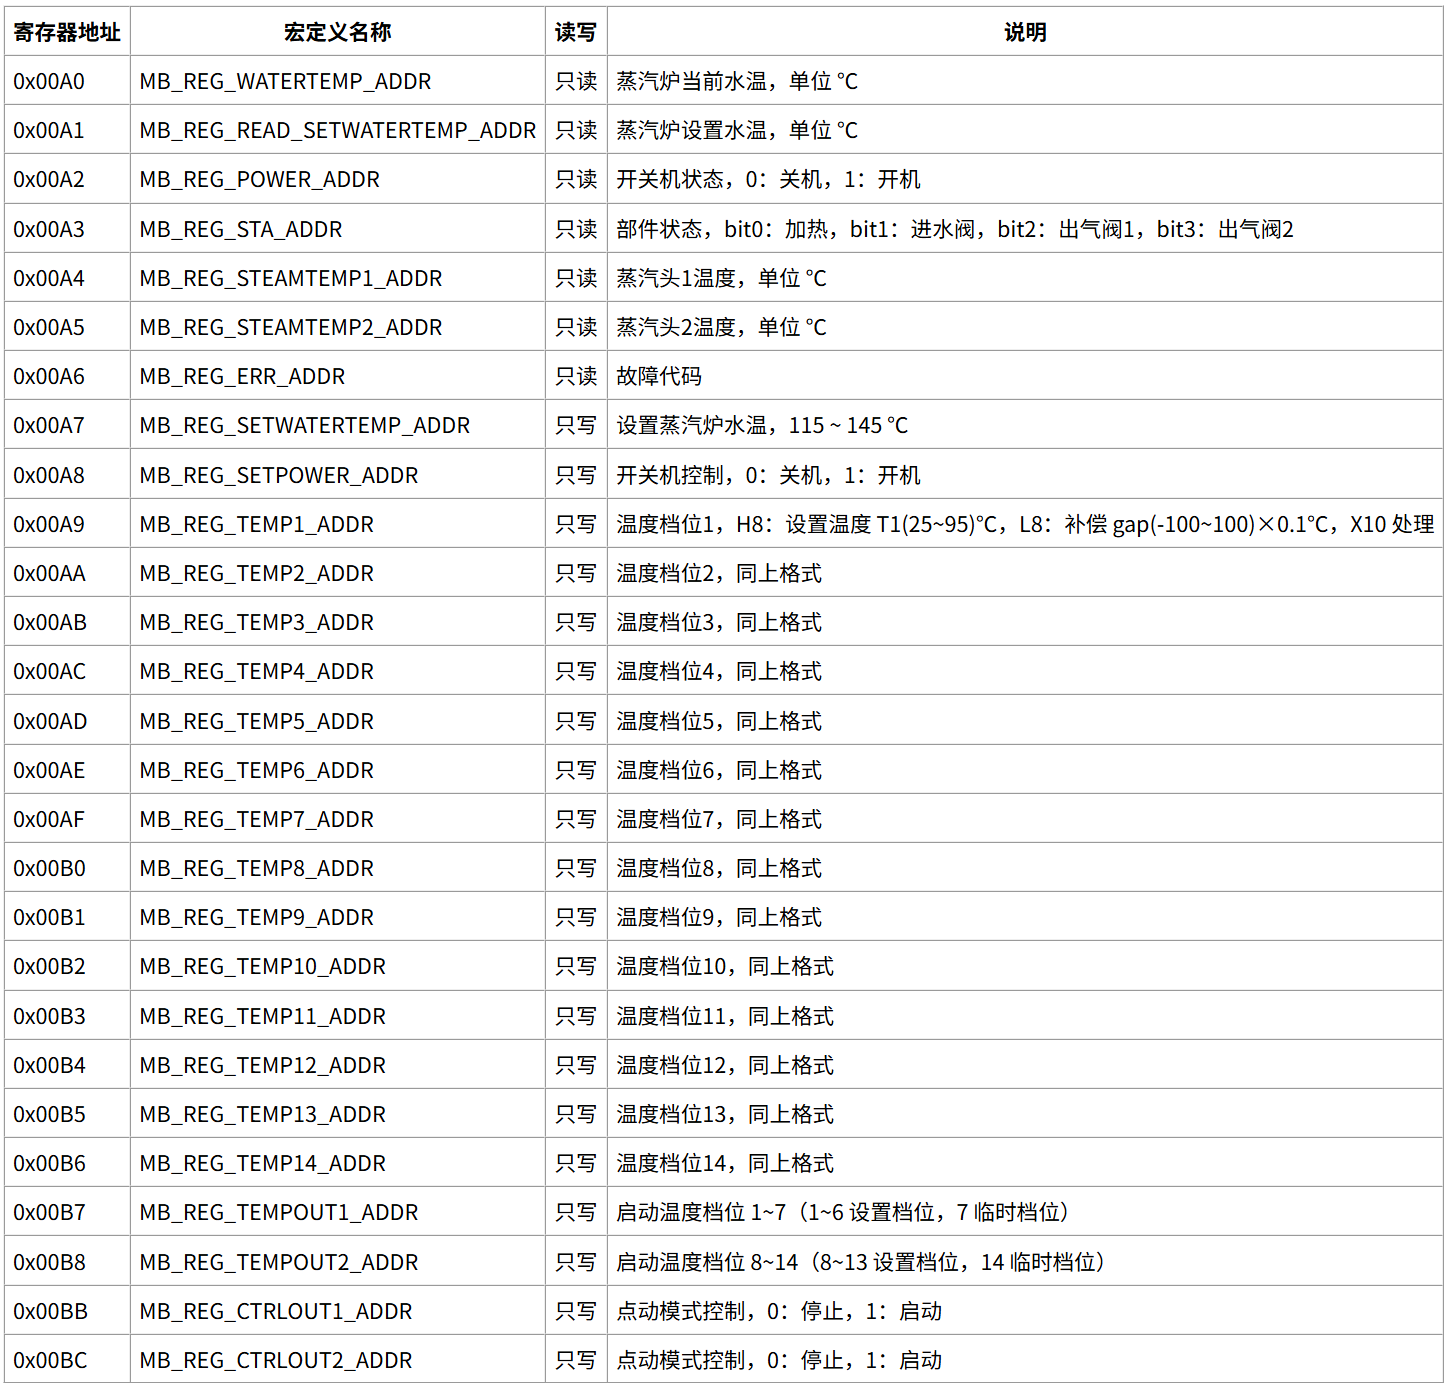 寄存器地址 宏定义名称 读写 说明
0x00A0 MB_REG_WATERTEMP_ADDR 只读 蒸汽炉当前水温，单位 ℃
0x00A1 MB_REG_READ_SETWATERTEMP_ADDR 只读 蒸汽炉设置水温，单位 ℃
0x00A2 MB_REG_POWER_ADDR 只读 开关机状态，0：关机，1：开机
0x00A3 MB_REG_STA_ADDR 只读 部件状态，bit0：加热，bit1：进水阀，bit2：出气阀1，bit3：出气阀2
0x00A4 MB_REG_STEAMTEMP1_ADDR 只读 蒸汽头1温度，单位 ℃
0x00A5 MB_REG_STEAMTEMP2_ADDR 只读 蒸汽头2温度，单位 ℃
0x00A6 MB_REG_ERR_ADDR 只读 故障代码
0x00A7 MB_REG_SETWATERTEMP_ADDR 只写 设置蒸汽炉水温，115 ~ 145 ℃
0x00A8 MB_REG_SETPOWER_ADDR 只写 开关机控制，0：关机，1：开机
0x00A9 MB_REG_TEMP1_ADDR 只写 温度档位1，H8：设置温度 T1(25~95)℃，L8：补偿 gap(-100~100)×0.1℃，X10 处理
0x00AA MB_REG_TEMP2_ADDR 只写 温度档位2，同上格式
0x00AB MB_REG_TEMP3_ADDR 只写 温度档位3，同上格式
0x00AC MB_REG_TEMP4_ADDR 只写 温度档位4，同上格式
0x00AD MB_REG_TEMP5_ADDR 只写 温度档位5，同上格式
0x00AE MB_REG_TEMP6_ADDR 只写 温度档位6，同上格式
0x00AF MB_REG_TEMP7_ADDR 只写 温度档位7，同上格式
0x00B0 MB_REG_TEMP8_ADDR 只写 温度档位8，同上格式
0x00B1 MB_REG_TEMP9_ADDR 只写 温度档位9，同上格式
0x00B2 MB_REG_TEMP10_ADDR 只写 温度档位10，同上格式
0x00B3 MB_REG_TEMP11_ADDR 只写 温度档位11，同上格式
0x00B4 MB_REG_TEMP12_ADDR 只写 温度档位12，同上格式
0x00B5 MB_REG_TEMP13_ADDR 只写 温度档位13，同上格式
0x00B6 MB_REG_TEMP14_ADDR 只写 温度档位14，同上格式
0x00B7 MB_REG_TEMPOUT1_ADDR 只写 启动温度档位 1~7（1~6 设置档位，7 临时档位）
0x00B8 MB_REG_TEMPOUT2_ADDR 只写 启动温度档位 8~14（8~13 设置档位，14 临时档位）
0x00BB MB_REG_CTRLOUT1_ADDR 只写 点动模式控制，0：停止，1：启动
0x00BC MB_REG_CTRLOUT2_ADDR 只写 点动模式控制，0：停止，1：启动